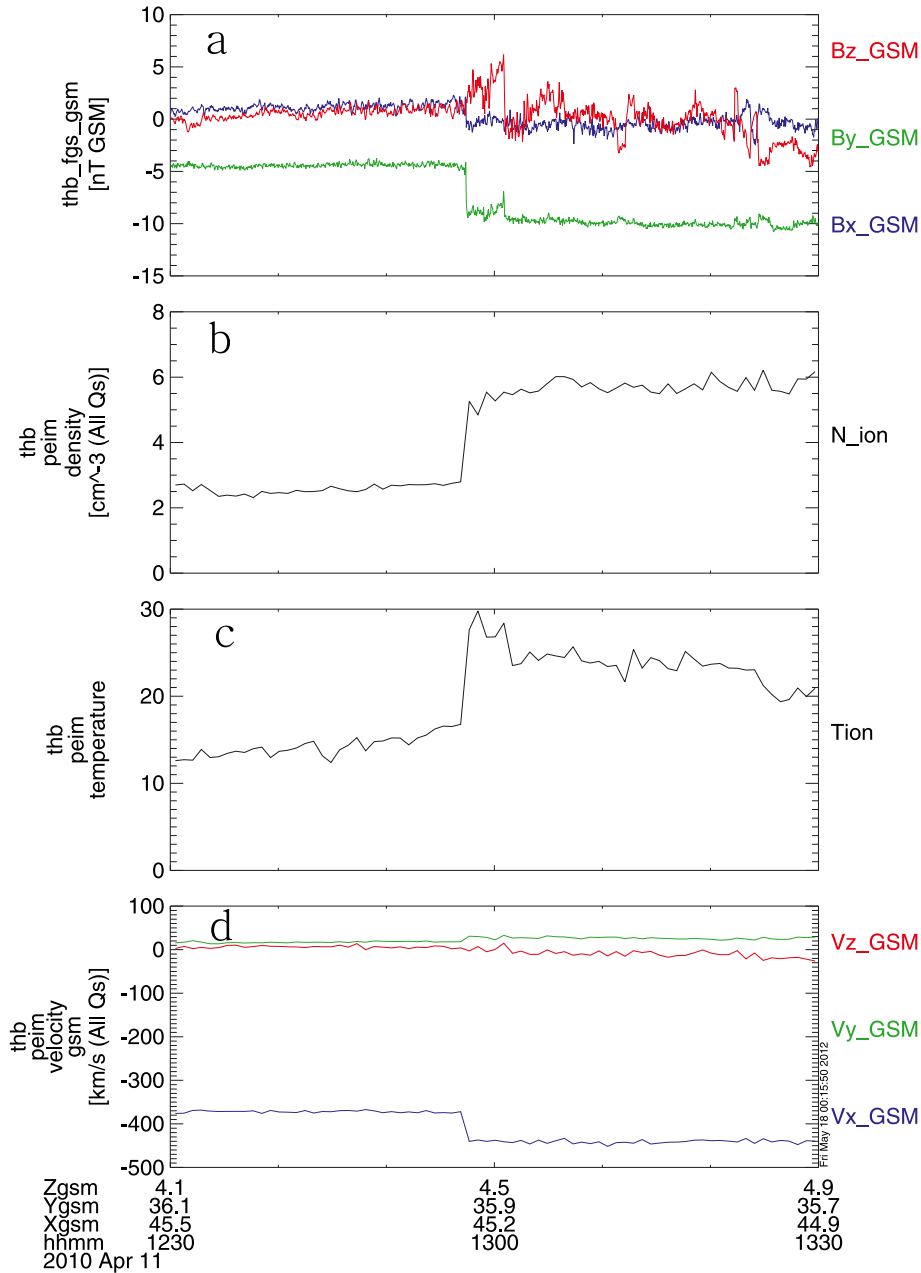 a
10
5
0
-5
-10
-15
thb_fgs_gsm
[nT GSM]
Bz_GSM
By_GSM
Bx_GSM
b
8
6
4
2
0
thb
peim
density
[cm^-3 (All Qs)]
N_ion
c
30
20
10
0
thb
peim
temperature
Tion
d
100
0
-100
-200
-300
-400
-500
thb
peim
velocity
gsm
[km/s (All Qs)]
Vz_GSM
Vy_GSM
Vx_GSM
Fri May 18 00:15:50 2012
Zgsm 4.1 4.5 4.9
Ygsm 36.1 35.9 35.7
Xgsm 45.5 45.2 44.9
hhmm 1230 1300 1330
2010 Apr 11